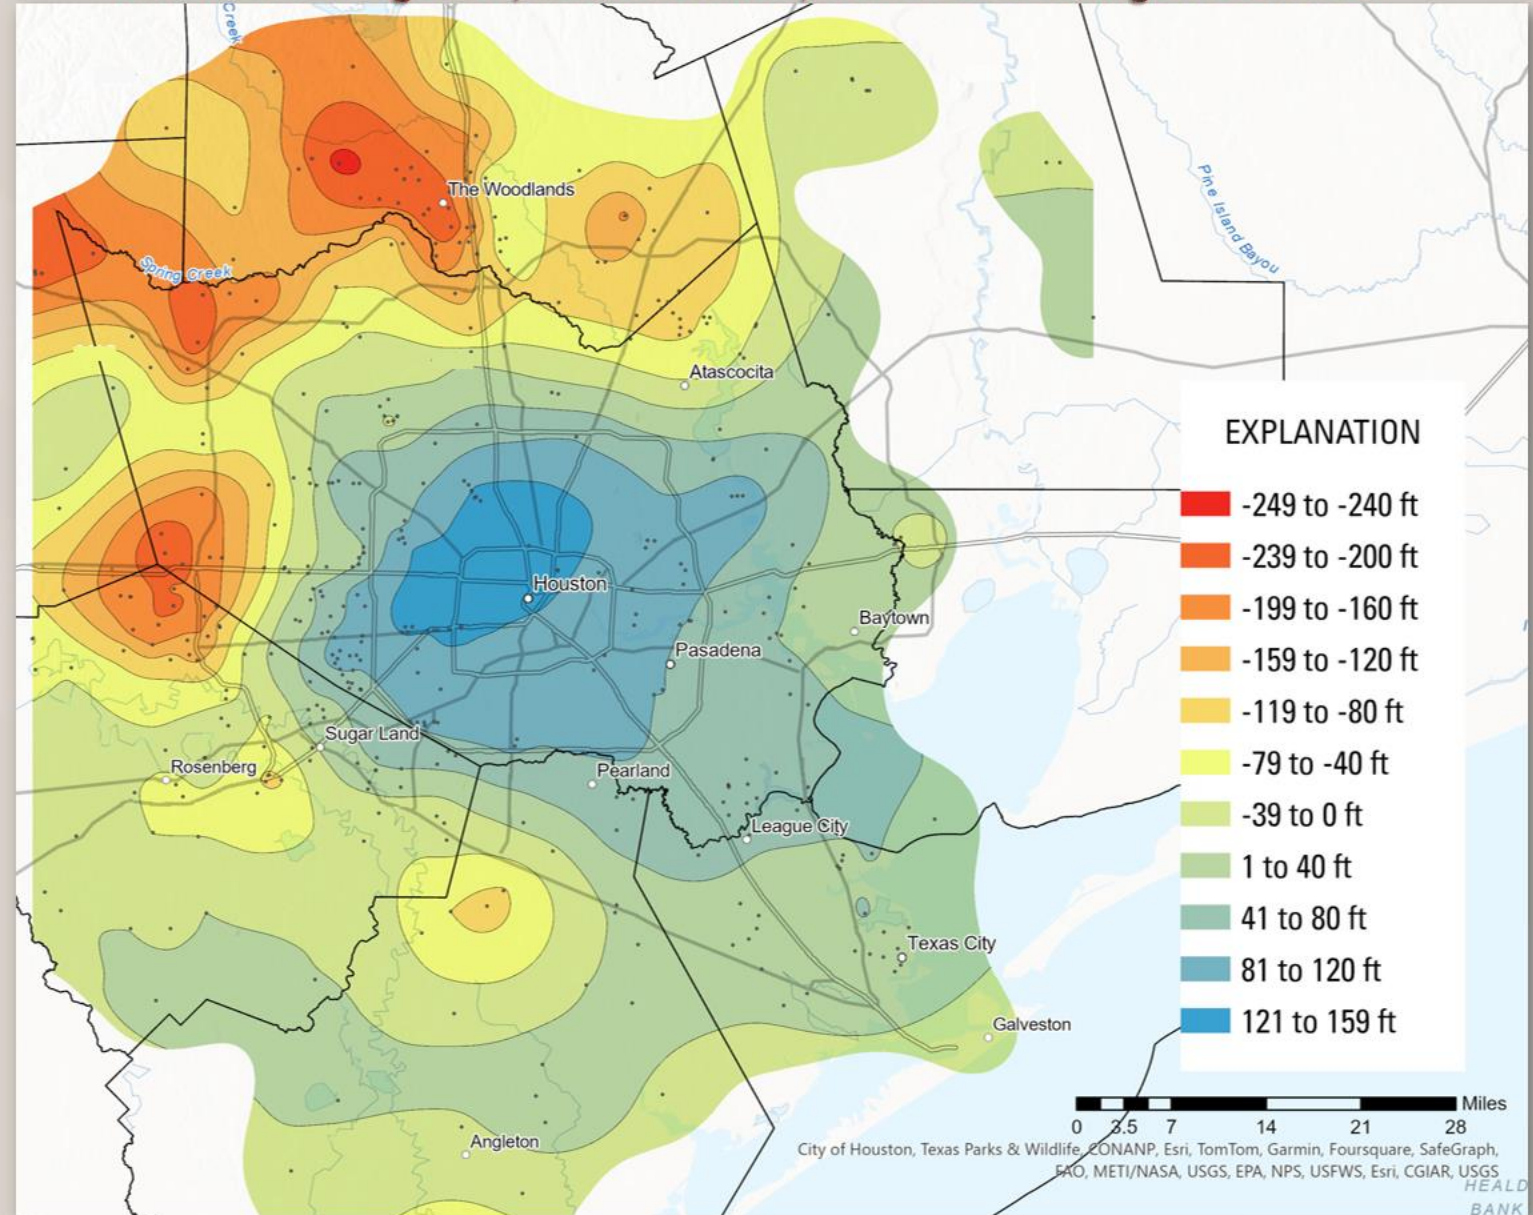 Creek
The Woodlands
Spring Creek
Pine Island Bayou
Atascocita
Houston
Baytown
Pasadena
Sugar Land
Rosenberg
Pearland
League City
Texas City
Galveston
Angleton
EXPLANATION
-249 to -240 ft
-239 to -200 ft
-199 to -160 ft
-159 to -120 ft
-119 to -80 ft
-79 to -40 ft
-39 to 0 ft
1 to 40 ft
41 to 80 ft
81 to 120 ft
121 to 159 ft
Miles
0 3.5 7 14 21 28
City of Houston, Texas Parks & Wildlife, CONANP, Esri, TomTom, Garmin, Foursquare, SafeGraph,
FAO, METI/NASA, USGS, EPA, NPS, USFWS, Esri, CGIAR, USGS
HEALD
BANK